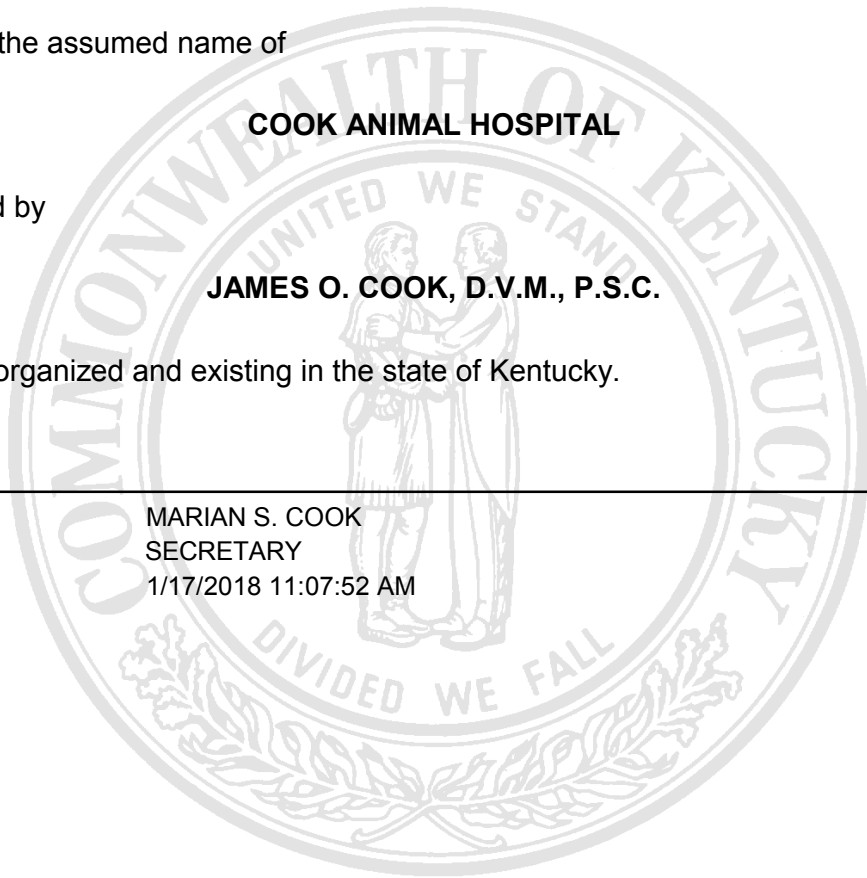 the assumed name of
COOK ANIMAL HOSPITAL
d by
JAMES O. COOK, D.V.M., P.S.C.
organized and existing in the state of Kentucky.
MARIAN S. COOK
SECRETARY
1/17/2018 11:07:52 AM
COMMONWEALTH OF KENTUCKY
UNITED WE STAND
DIVIDED WE FALL